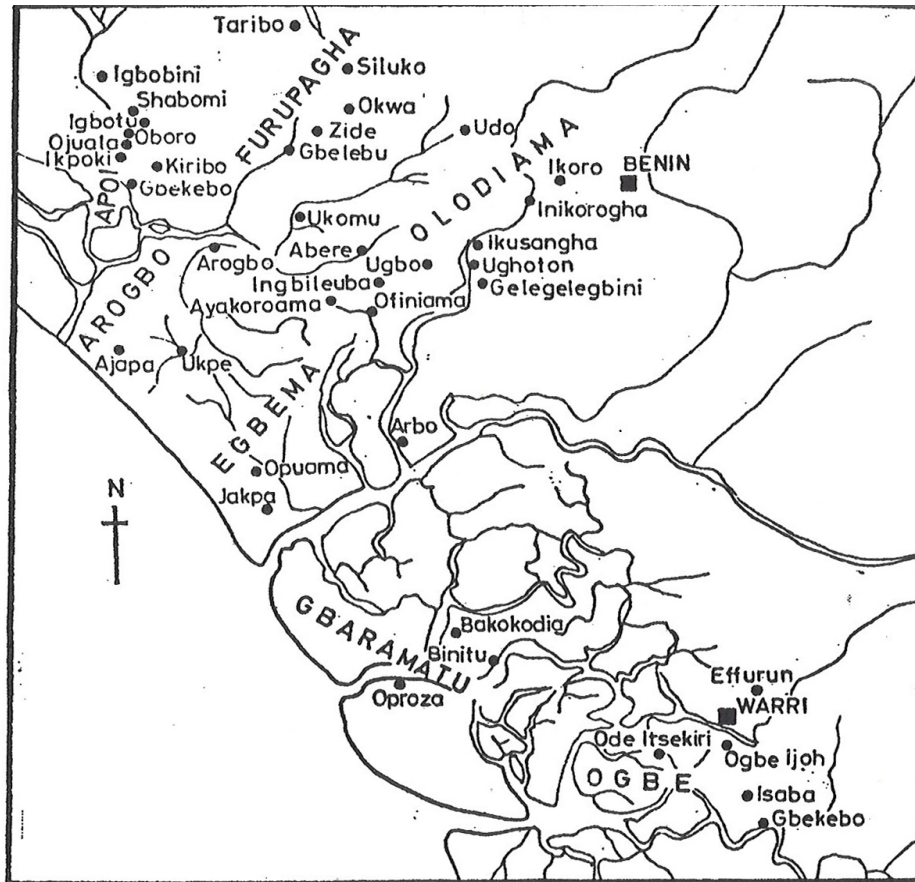 Taribo
Igbobini
FURUPAGHA
Siluko
Shabomi
Okwa
Igbotu
Zide
Udo
Ojuala
Oboro
Gbelebu
Ikpoki
Kiribo
OLODIAMA
Ikoro
BENIN
Gbekebo
APOI
Inikorogha
Ukomu
Arogbo
Abere
Ikusangha
Ugbo
Ughoton
Ingbileuba
Gelegelegbini
AROGBO
Ayakoroama
Ofiniama
Ajapa
Ukpe
EGBEMA
Arbo
Opuama
N
Jakpa
GBARAMATU
Bakokodia
Binitu
Oproza
Effurun
WARRI
Ode Itsekiri
Ogbe Ijoh
OGBE
Isaba
Gbekebo